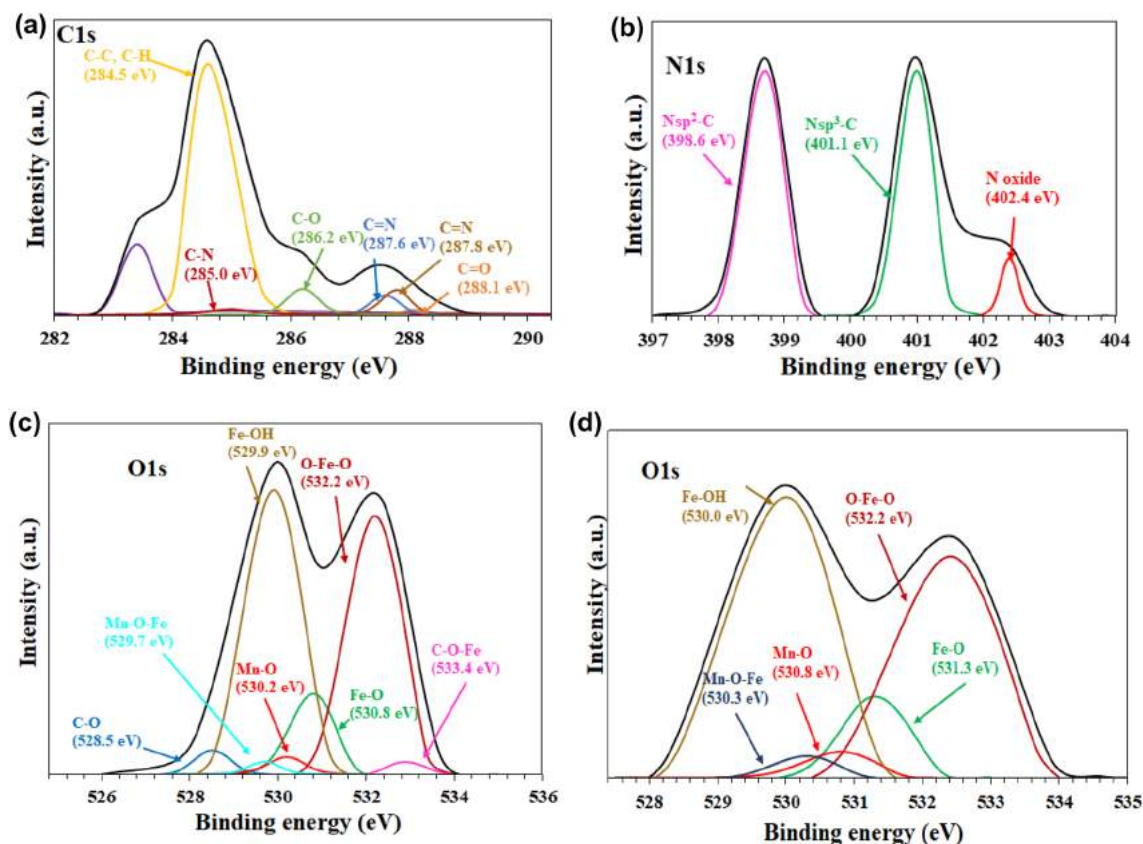 (a)
C1s
C-C, C-H
(284.5 eV)
C-N
(285.0 eV)
C-O
(286.2 eV)
C=N
(287.6 eV)
C=N
(287.8 eV)
C=O
(288.1 eV)
Intensity (a.u.)
282 284 286 288 290
Binding energy (eV)
(b)
N1s
Nsp²-C
(398.6 eV)
Nsp³-C
(401.1 eV)
N oxide
(402.4 eV)
Intensity (a.u.)
397 398 399 400 401 402 403 404
Binding energy (eV)
(c)
O1s
Fe-OH
(529.9 eV)
O-Fe-O
(532.2 eV)
Mn-O-Fe
(529.7 eV)
Mn-O
(530.2 eV)
C-O-Fe
(533.4 eV)
Fe-O
(530.8 eV)
C-O
(528.5 eV)
Intensity (a.u.)
526 528 530 532 534 536
Binding energy (eV)
(d)
O1s
Fe-OH
(530.0 eV)
O-Fe-O
(532.2 eV)
Mn-O
(530.8 eV)
Fe-O
(531.3 eV)
Mn-O-Fe
(530.3 eV)
Intensity (a.u.)
528 529 530 531 532 533 534 535
Binding energy (eV)